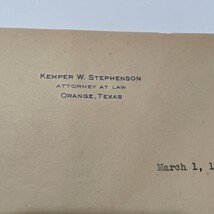 KEMPER W. STEPHENSON
ATTORNEY AT LAW
ORANGE, TEXAS
March 1, 1